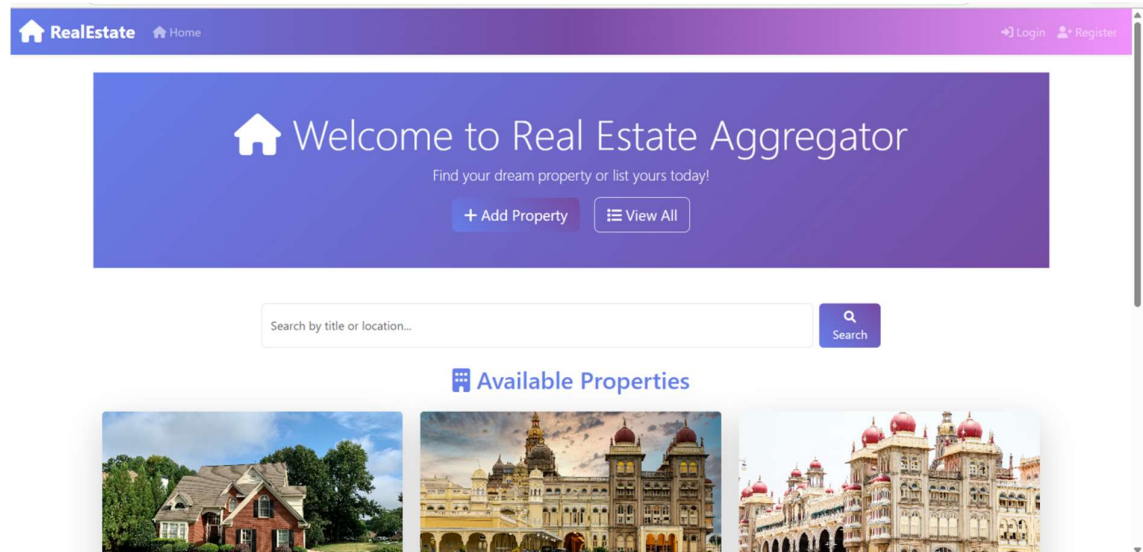 RealEstate Home Login Register
Welcome to Real Estate Aggregator
Find your dream property or list yours today!
+ Add Property View All
Search by title or location...
Search
Available Properties